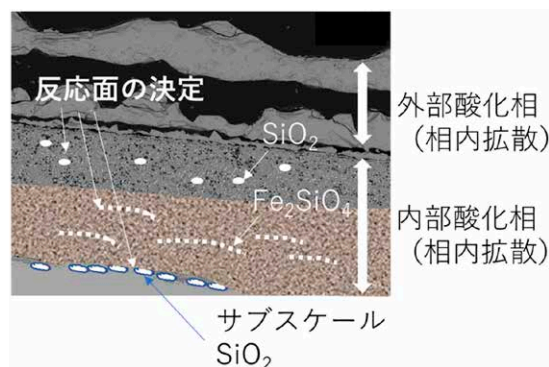 反応面の決定
外部酸化相
（相内拡散）
SiO₂
Fe₂SiO₄
内部酸化相
（相内拡散）
サブスケール
SiO₂